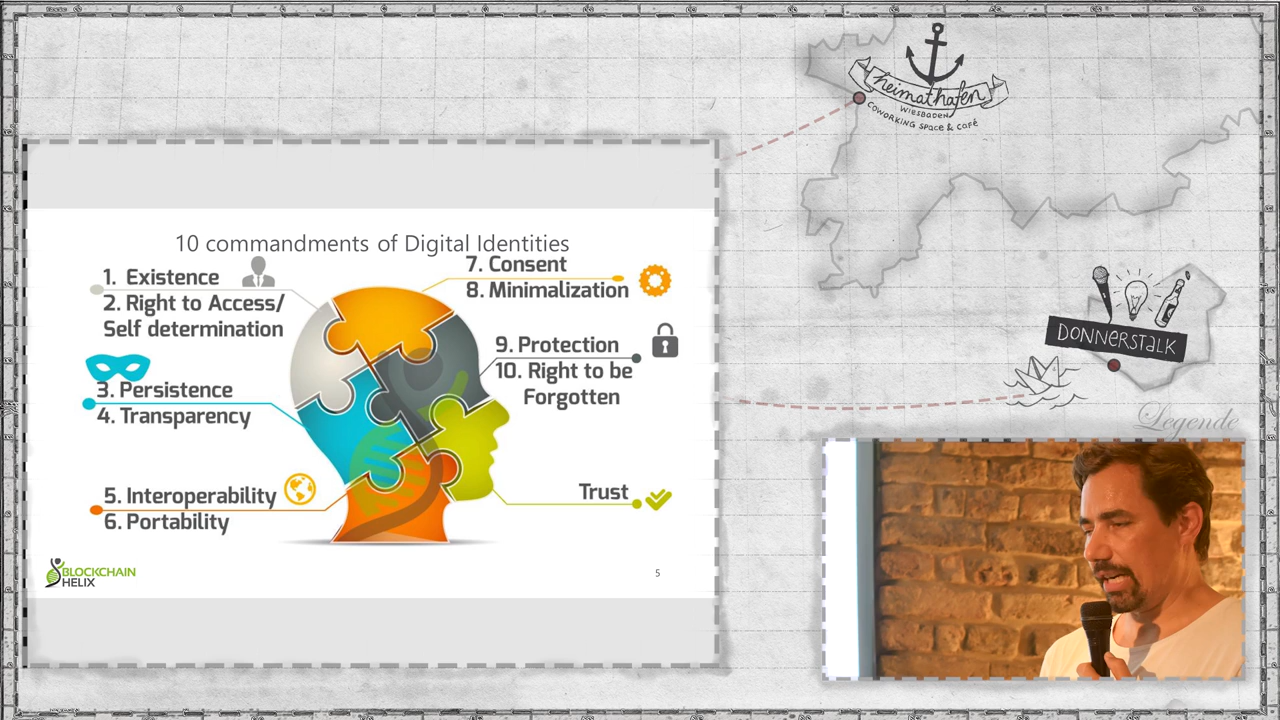 heimathafen
WIESBADEN
COWORKING SPACE & CAFÉ
10 commandments of Digital Identities
1. Existence
2. Right to Access/
Self determination
3. Persistence
4. Transparency
5. Interoperability
6. Portability
7. Consent
8. Minimalization
9. Protection
10. Right to be
Forgotten
Trust
BLOCKCHAIN
HELIX
5
DONNERSTALK
Legende